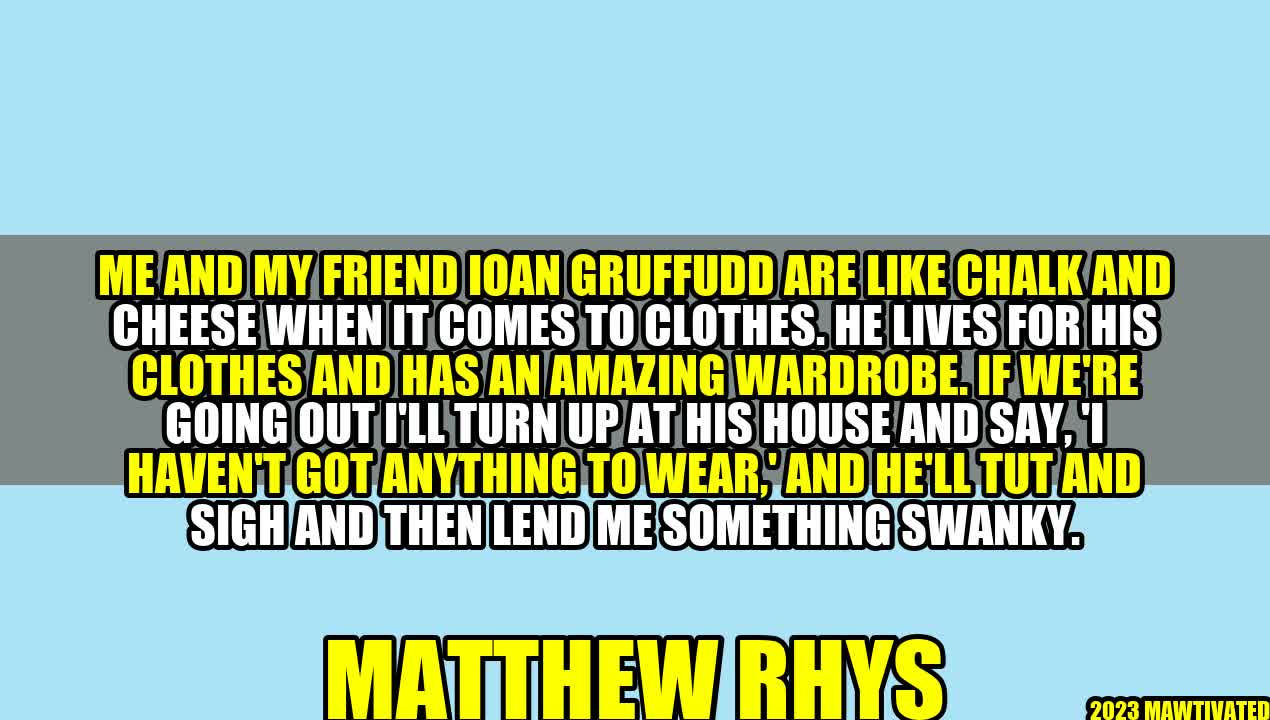 ME AND MY FRIEND IOAN GRUFFUDD ARE LIKE CHALK AND
CHEESE WHEN IT COMES TO CLOTHES. HE LIVES FOR HIS
CLOTHES AND HAS AN AMAZING WARDROBE. IF WE'RE
GOING OUT I'LL TURN UP AT HIS HOUSE AND SAY, 'I
HAVEN'T GOT ANYTHING TO WEAR,' AND HE'LL TUT AND
SIGH AND THEN LEND ME SOMETHING SWANKY.
MATTHEW RHYS
2023 MAWTIVATED